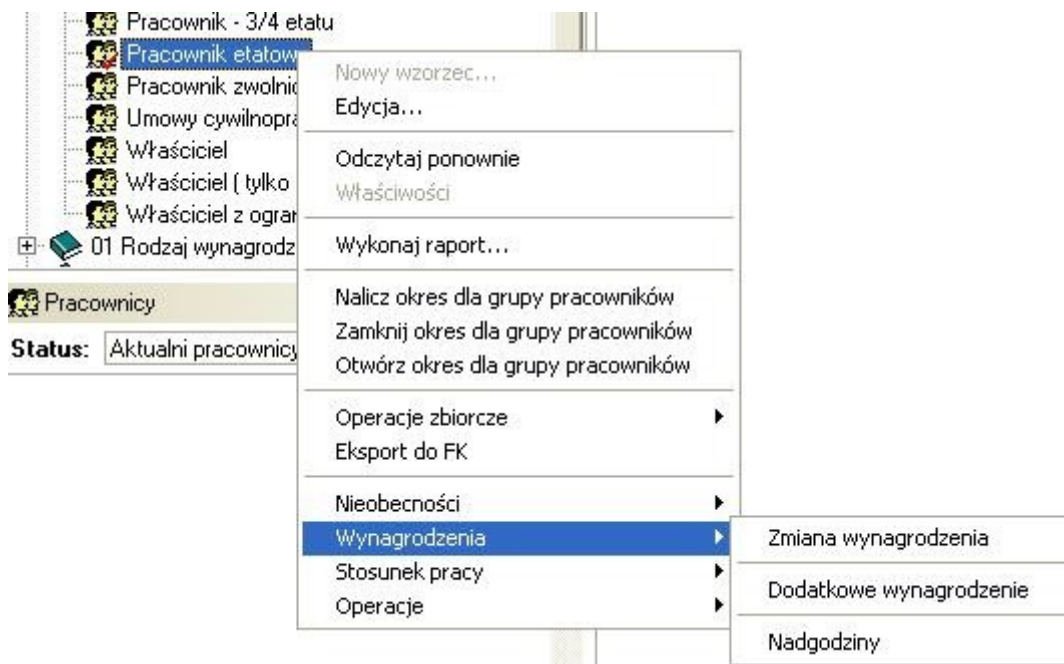 Pracownik - 3/4 etatu
Pracownik etatow
Pracownik zwolnic
Umowy cywilnopra
Właściciel
Właściciel ( tylko
Właściciel z ograr
01 Rodzaj wynagrodz
Pracownicy
Status: Aktualni pracownicy
Nowy wzorzec...
Edycja...
Odczytaj ponownie
Właściwości
Wykonaj raport...
Nalicz okres dla grupy pracowników
Zamknij okres dla grupy pracowników
Otwórz okres dla grupy pracowników
Operacje zbiorcze
Eksport do FK
Nieobecności
Wynagrodzenia
Stosunek pracy
Operacje
Zmiana wynagrodzenia
Dodatkowe wynagrodzenie
Nadgodziny